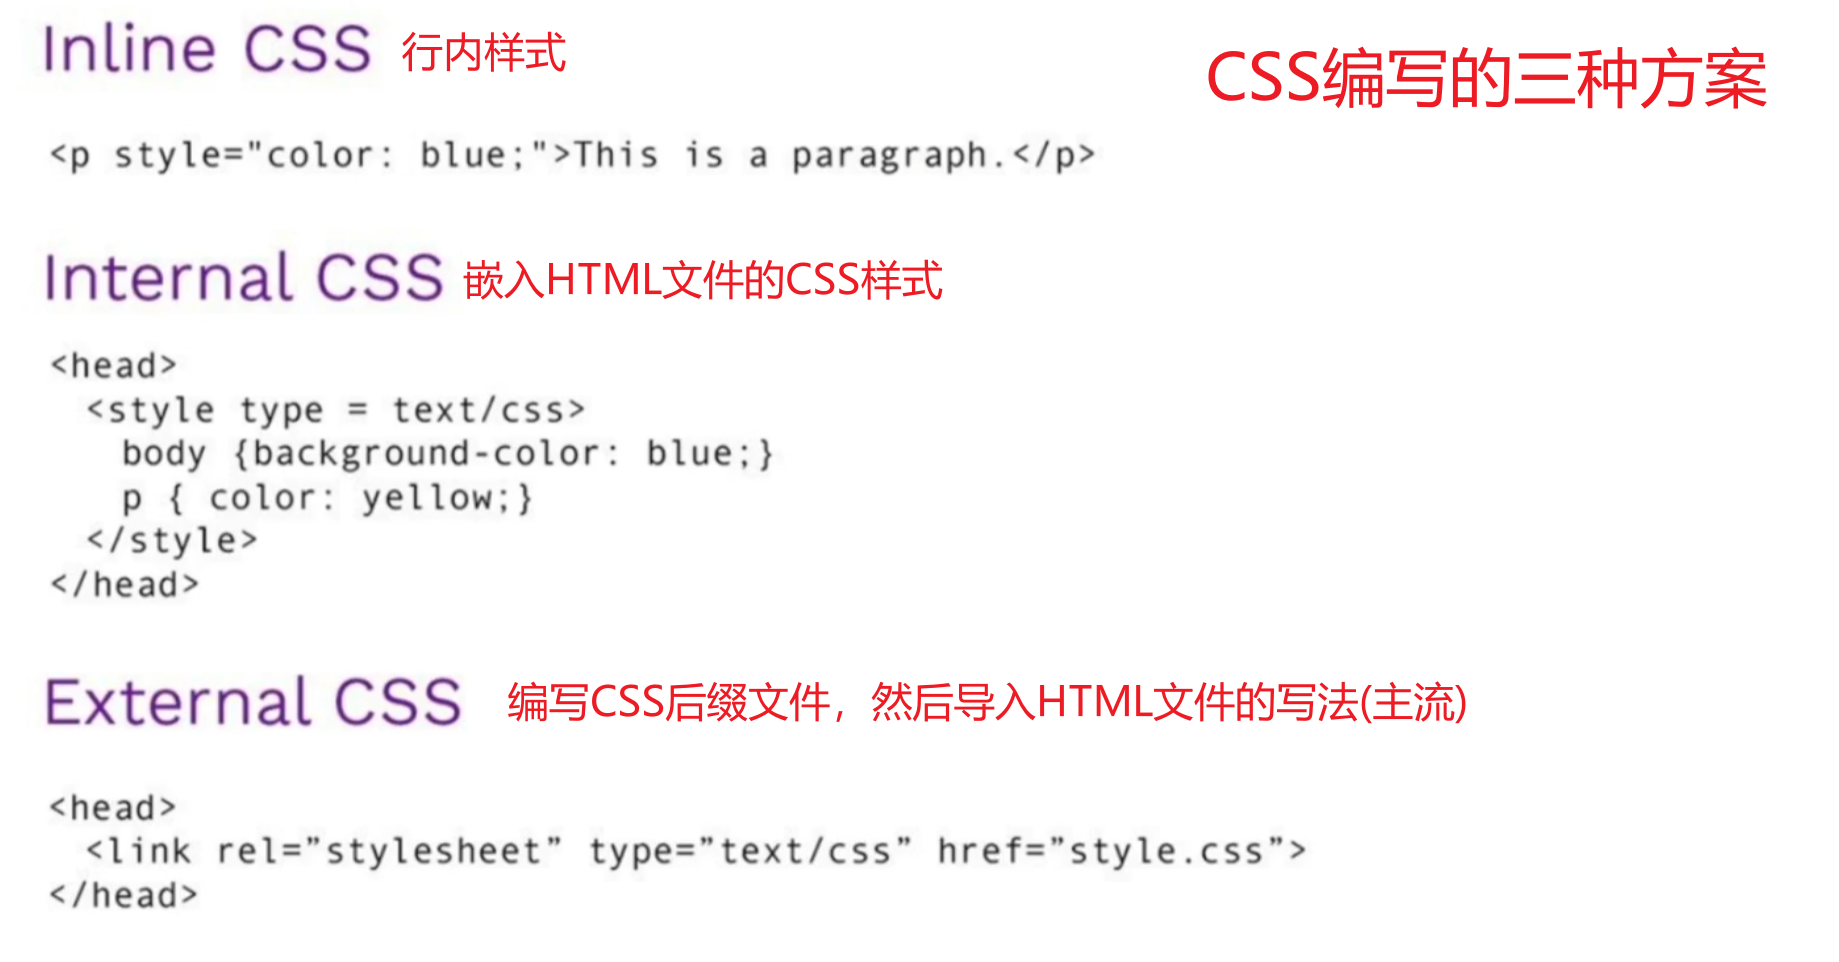 Inline CSS 行内样式
CSS编写的三种方案
<p style="color: blue;">This is a paragraph.</p>
Internal CSS 嵌入HTML文件的CSS样式
<head>
<style type = text/css>
body {background-color: blue;}
p { color: yellow;}
</style>
</head>
External CSS 编写CSS后缀文件，然后导入HTML文件的写法(主流)
<head>
<link rel=”stylesheet” type=”text/css” href=”style.css”>
</head>